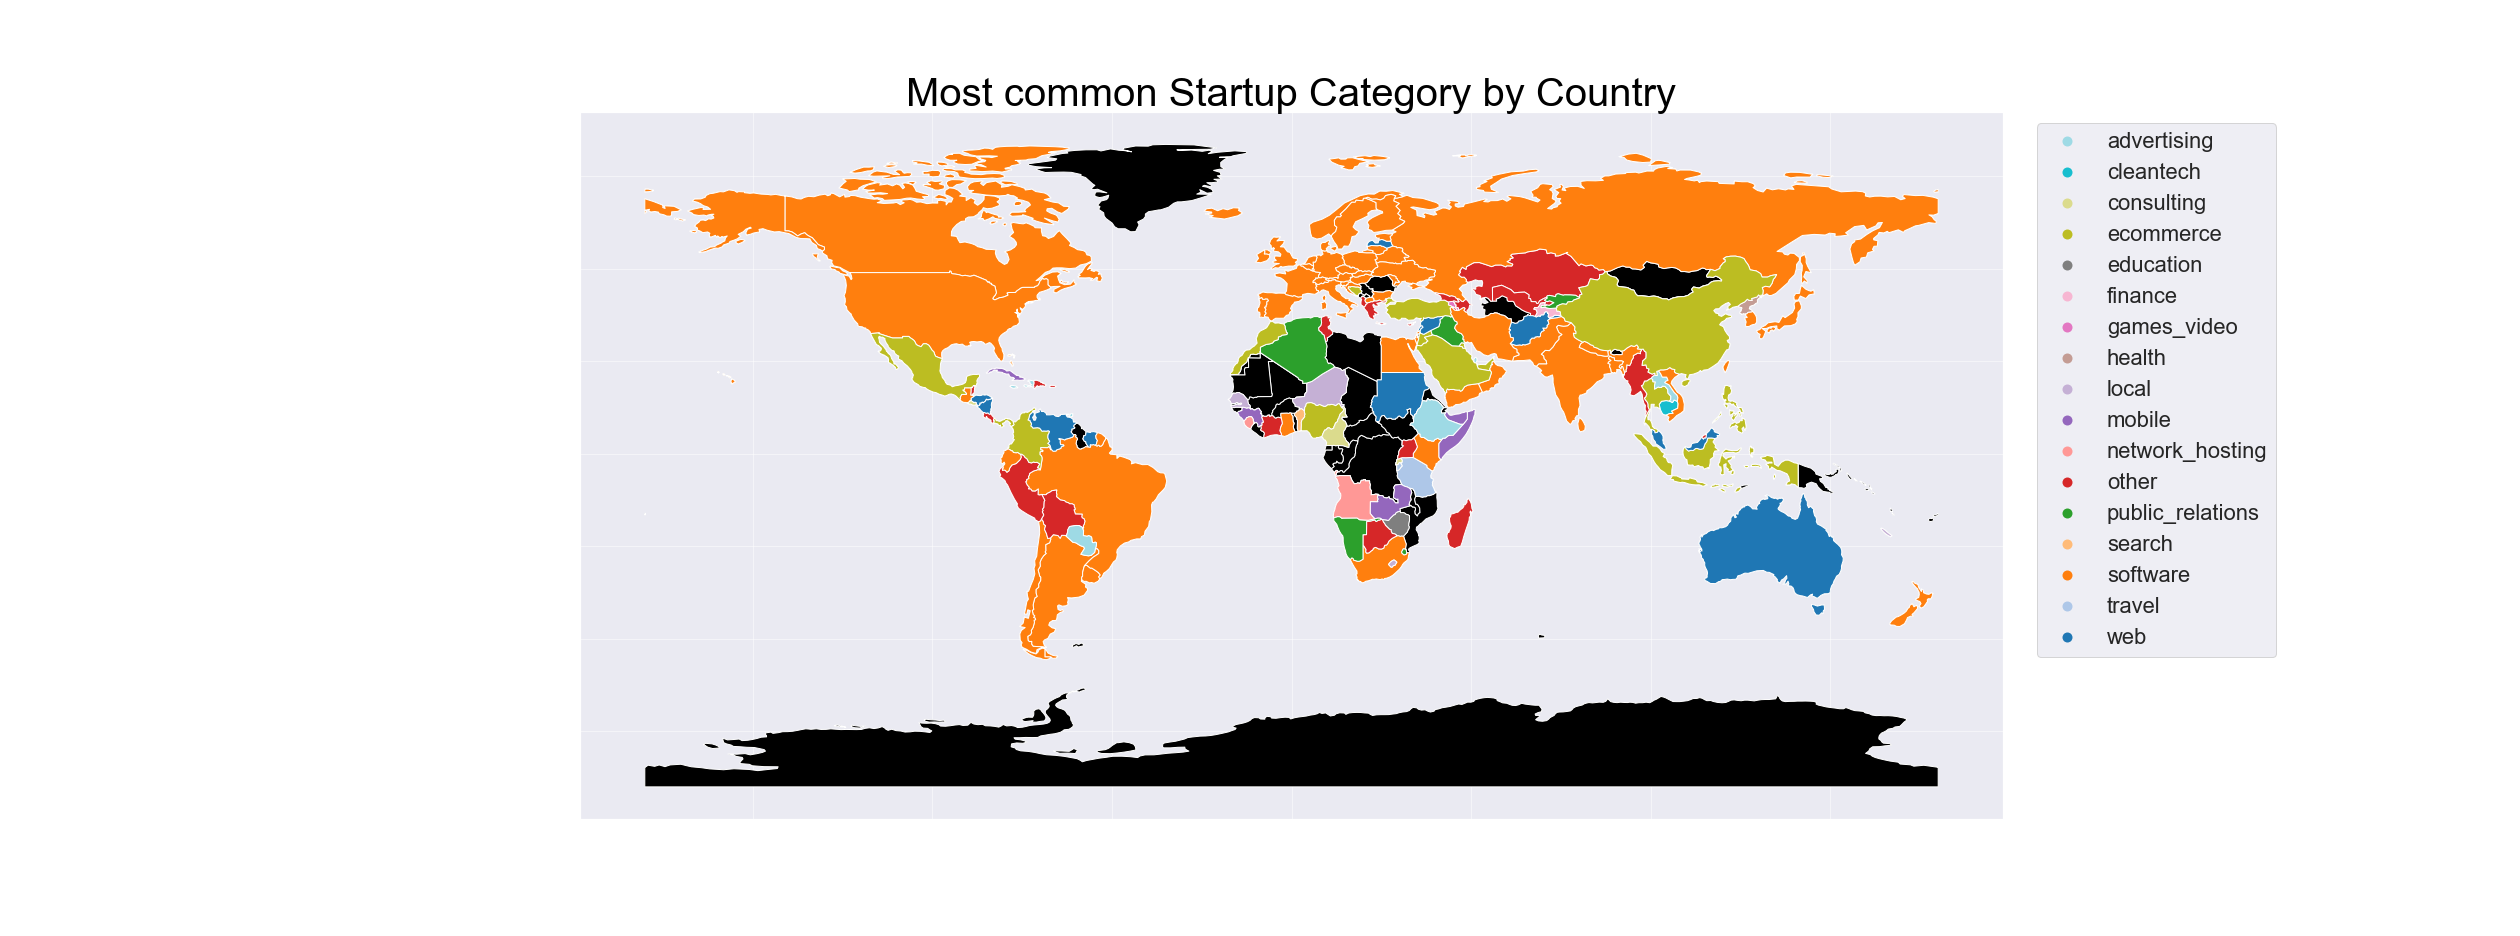 Most common Startup Category by Country
advertising
cleantech
consulting
ecommerce
education
finance
games_video
health
local
mobile
network_hosting
other
public_relations
search
software
travel
web